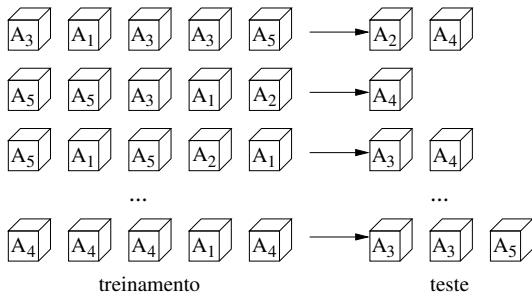 A3 A1 A3 A3 A5 A2 A4
A5 A5 A3 A1 A2 A4
A5 A1 A5 A2 A1 A3 A4
... ...
A4 A4 A4 A1 A4 A3 A3 A5
treinamento teste